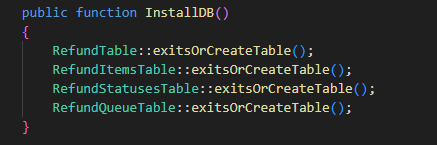 public function InstallDB()
{
RefundTable::exitsOrCreateTable();
RefundItemsTable::exitsOrCreateTable();
RefundStatusesTable::exitsOrCreateTable();
RefundQueueTable::exitsOrCreateTable();
}